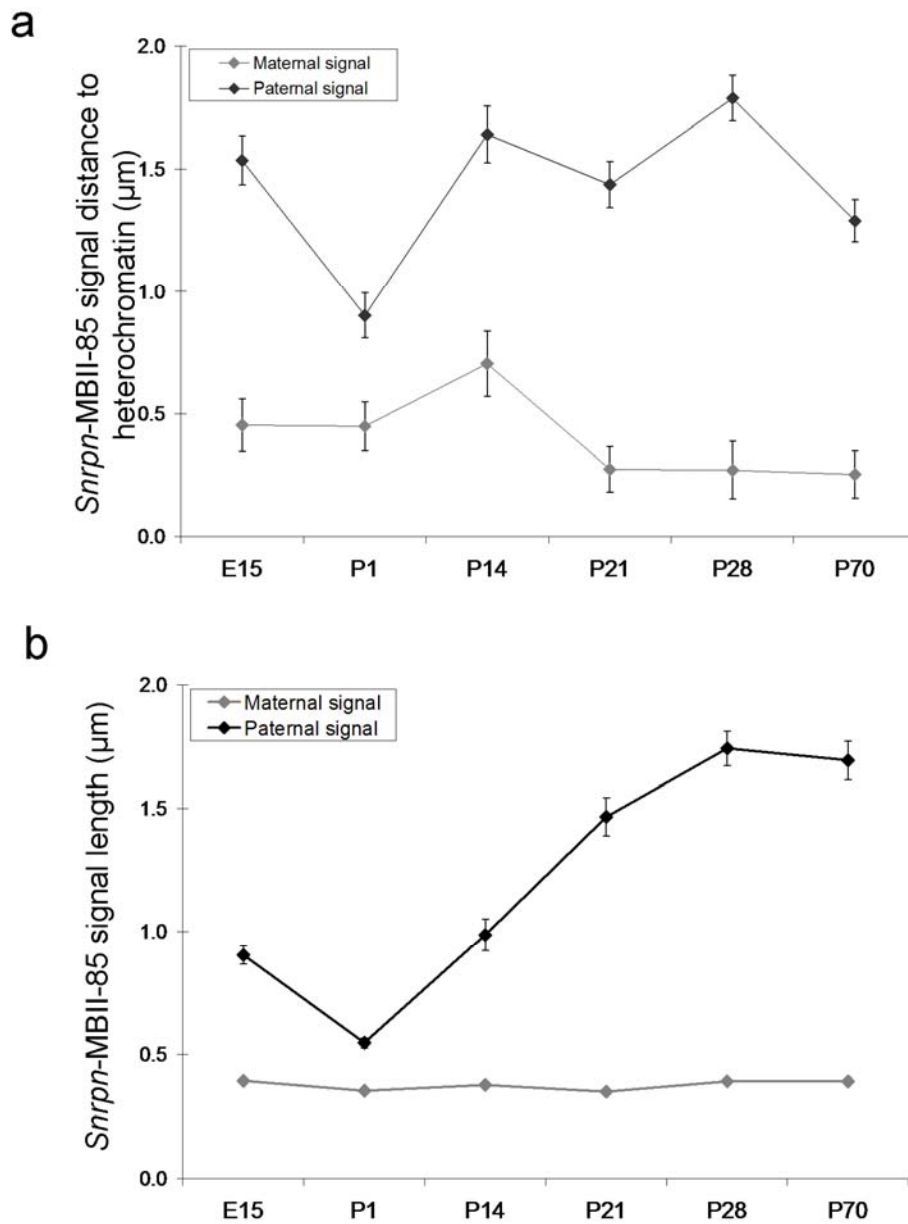 a
Snrpn-MBII-85 signal distance to
heterochromatin (µm)
2.0
1.5
1.0
0.5
0.0
Maternal signal
Paternal signal
E15 P1 P14 P21 P28 P70
b
Snrpn-MBII-85 signal length (µm)
2.0
1.5
1.0
0.5
0.0
Maternal signal
Paternal signal
E15 P1 P14 P21 P28 P70